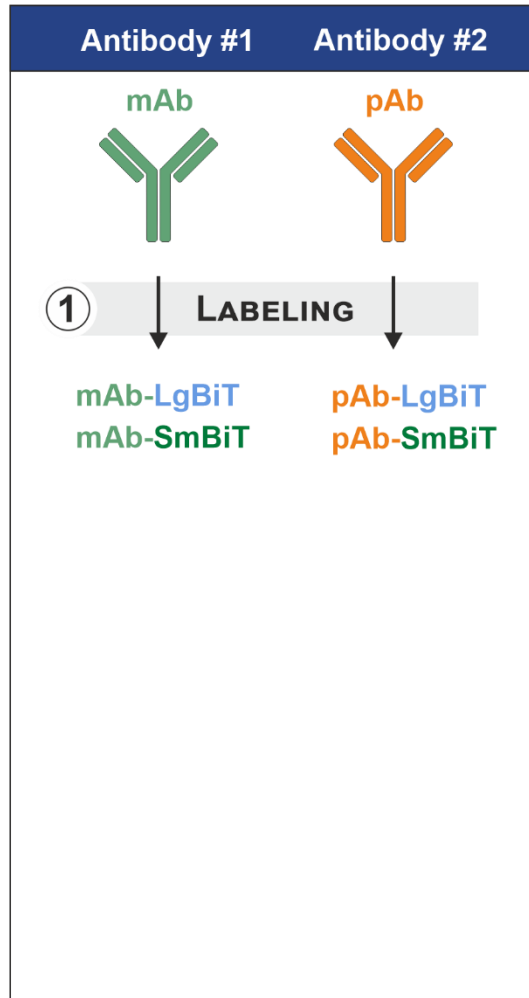 Antibody #1 Antibody #2
mAb pAb
1 LABELING
mAb-LgBiT pAb-LgBiT
mAb-SmBiT pAb-SmBiT